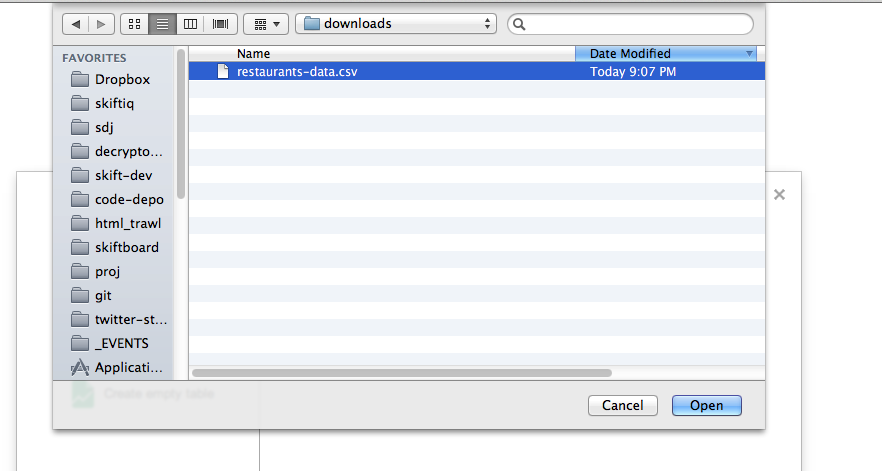 downloads
FAVORITES
Name
Date Modified
restaurants-data.csv
Today 9:07 PM
Dropbox
skiftiq
sdj
decrypto...
skift-dev
code-depo
html_trawl
skiftboard
proj
git
twitter-st...
_EVENTS
Applicati...
Create empty table
Cancel
Open